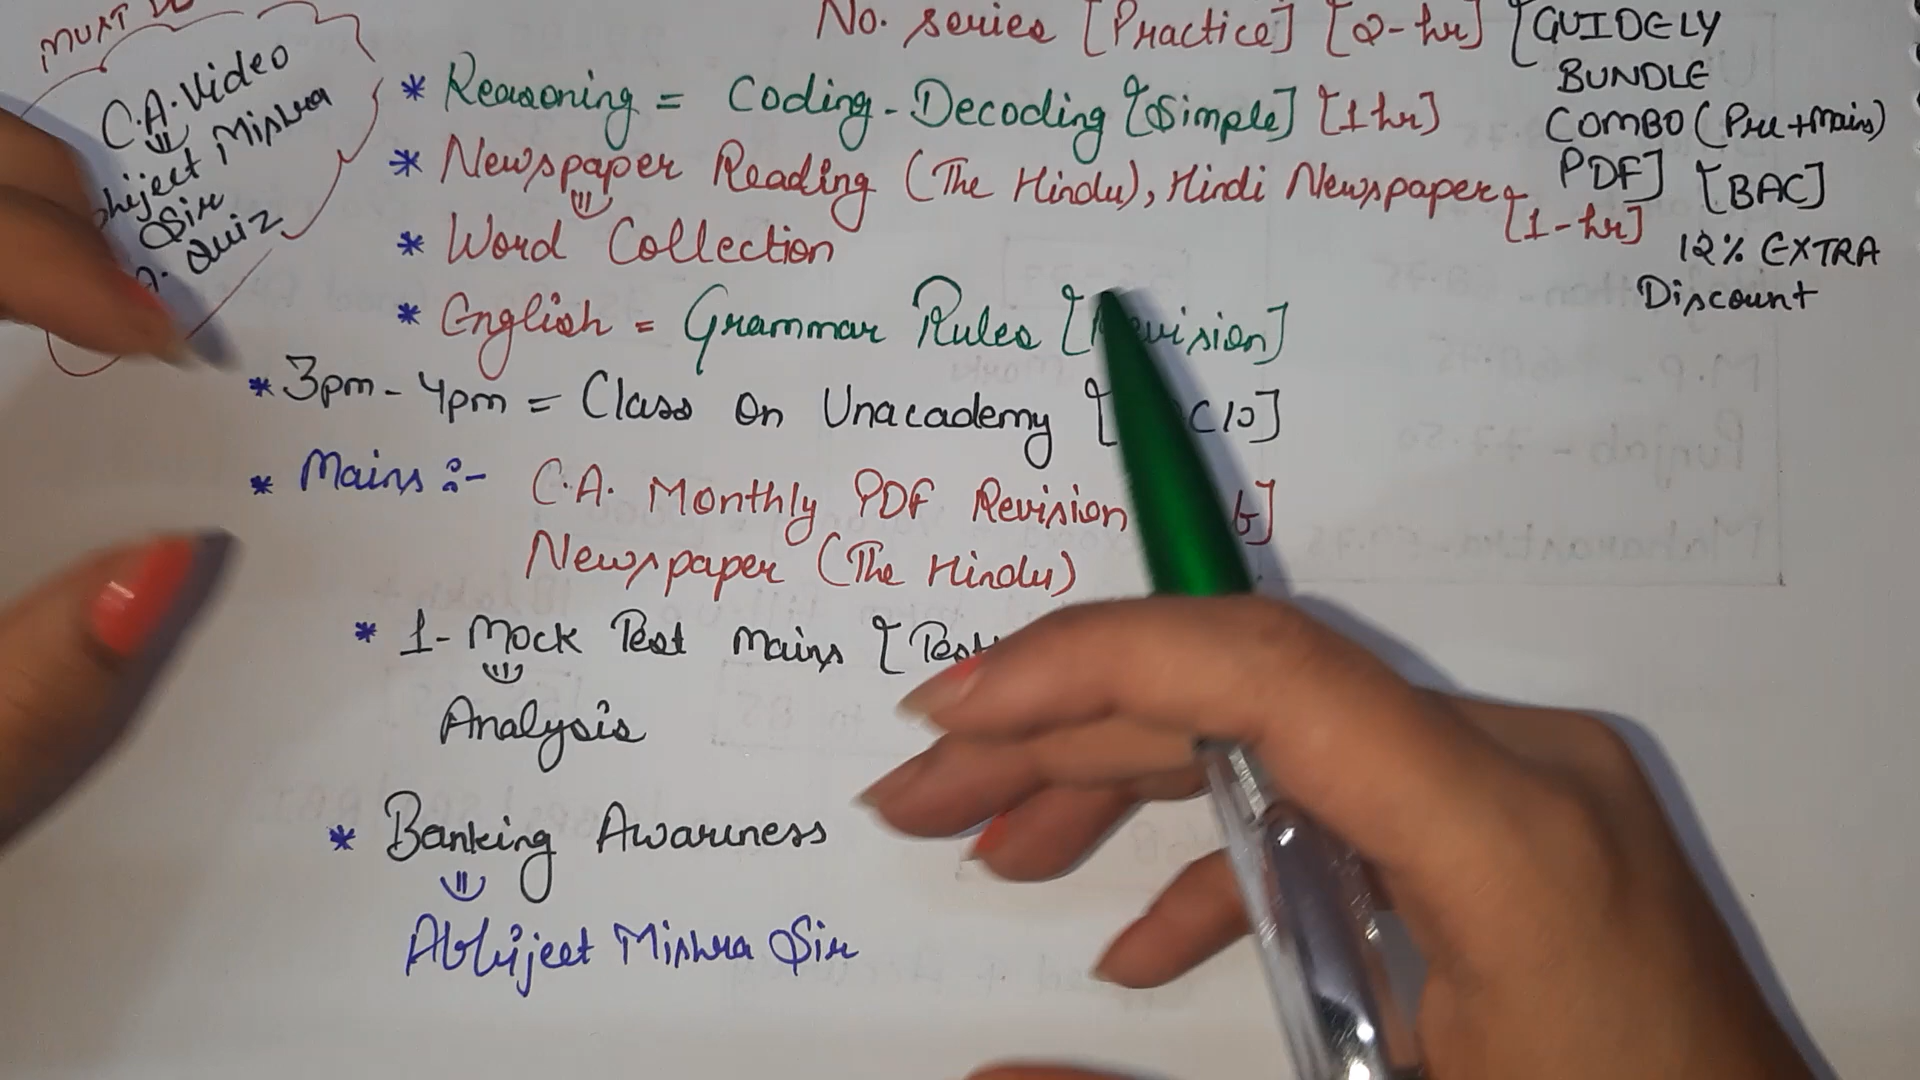 MUST DO
C.A. Video
Abhijeet Mishra
Sir
Quiz
No. series [Practice] [2-hr]
[GUIDELY
BUNDLE
COMBO (Pre+Mains)
PDF] [BAC]
12% EXTRA
Discount
* Reasoning = Coding-Decoding [Simple] [1 hr]
* Newspaper Reading (The Hindu), Hindi Newspaper
[1-hr]
* Word Collection
* English = Grammar Rules [Revision]
* 3pm - 4pm = Class on Unacademy [
* Mains :- C.A. Monthly PDF Revision
Newspaper (The Hindu)
* 1- Mock Test Mains [
Analysis
* Banking Awareness
Abhijeet Mishra Sir